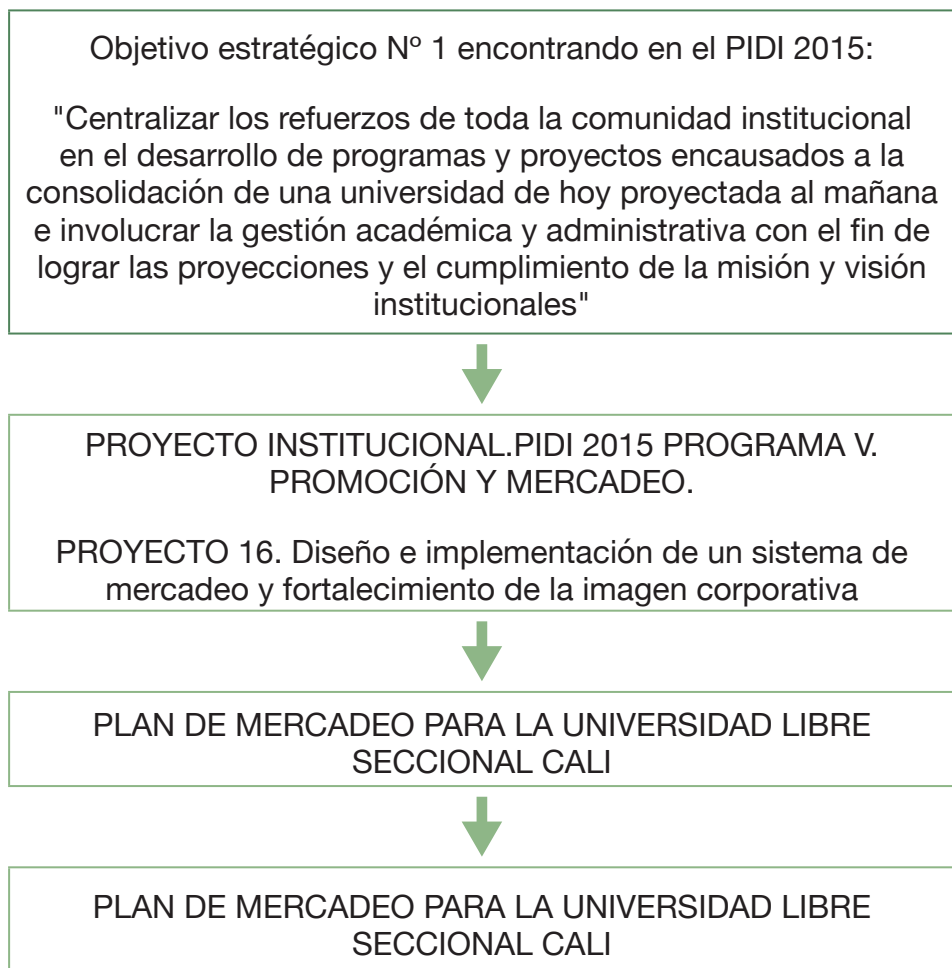 Objetivo estratégico Nº 1 encontrando en el PIDI 2015:
"Centralizar los refuerzos de toda la comunidad institucional
en el desarrollo de programas y proyectos encausados a la
consolidación de una universidad de hoy proyectada al mañana
e involucrar la gestión académica y administrativa con el fin de
lograr las proyecciones y el cumplimiento de la misión y visión
institucionales"
PROYECTO INSTITUCIONAL.PIDI 2015 PROGRAMA V.
PROMOCIÓN Y MERCADEO.
PROYECTO 16. Diseño e implementación de un sistema de
mercadeo y fortalecimiento de la imagen corporativa
PLAN DE MERCADEO PARA LA UNIVERSIDAD LIBRE
SECCIONAL CALI
PLAN DE MERCADEO PARA LA UNIVERSIDAD LIBRE
SECCIONAL CALI